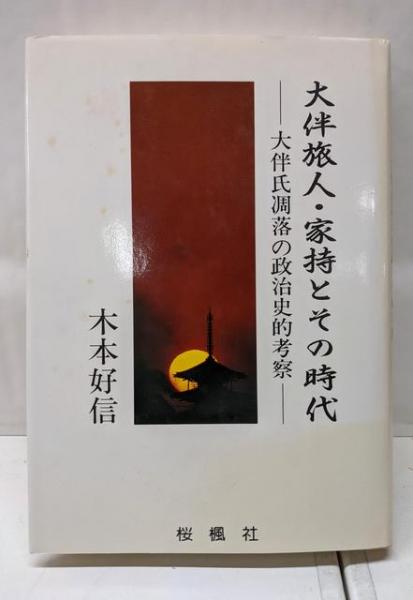 大伴旅人・家持とその時代
―大伴氏凋落の政治史的考察―
木本好信
桜楓社